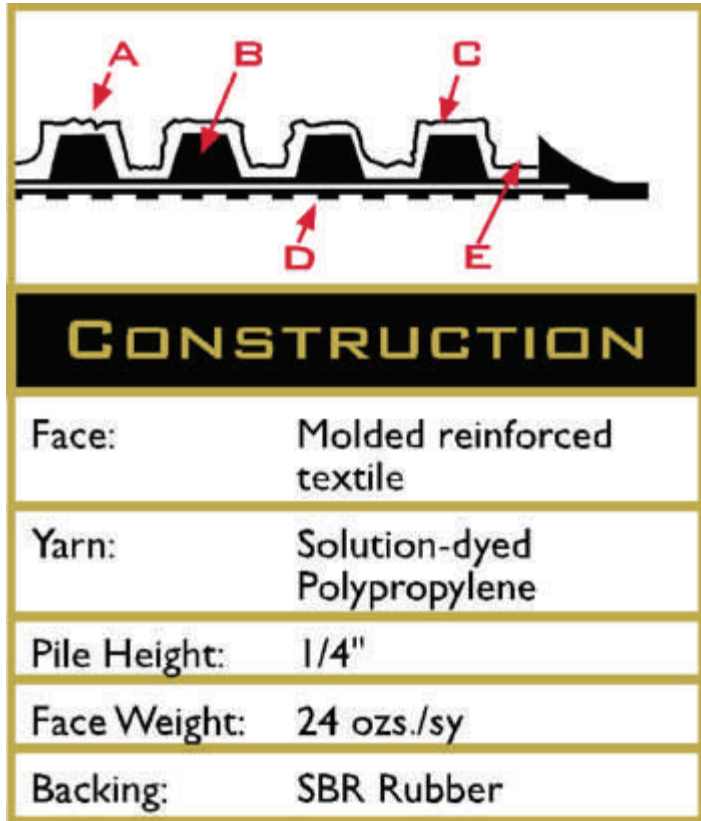 A B C
D E
CONSTRUCTION
Face: Molded reinforced
textile
Yarn: Solution-dyed
Polypropylene
Pile Height: 1/4"
Face Weight: 24 ozs./sy
Backing: SBR Rubber